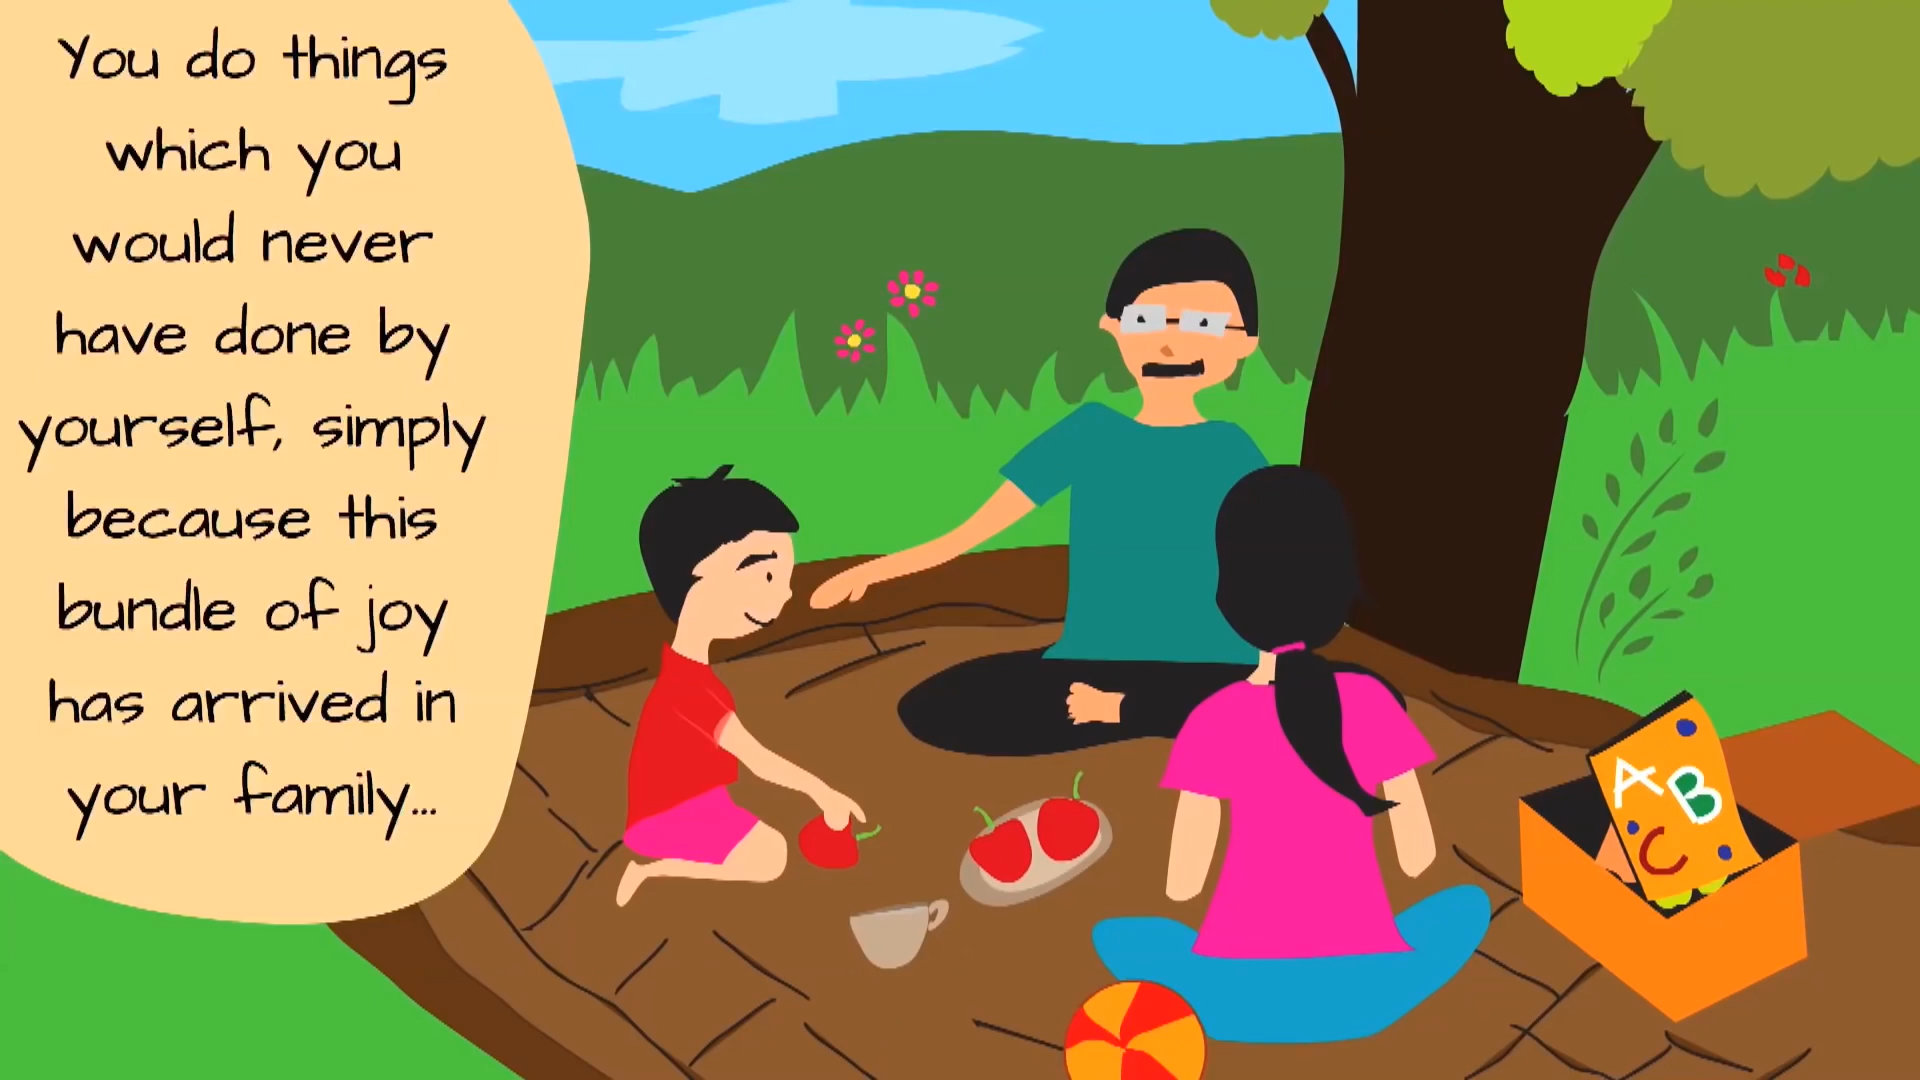 You do things
which you
would never
have done by
yourself, simply
because this
bundle of joy
has arrived in
your family...
A
B
C